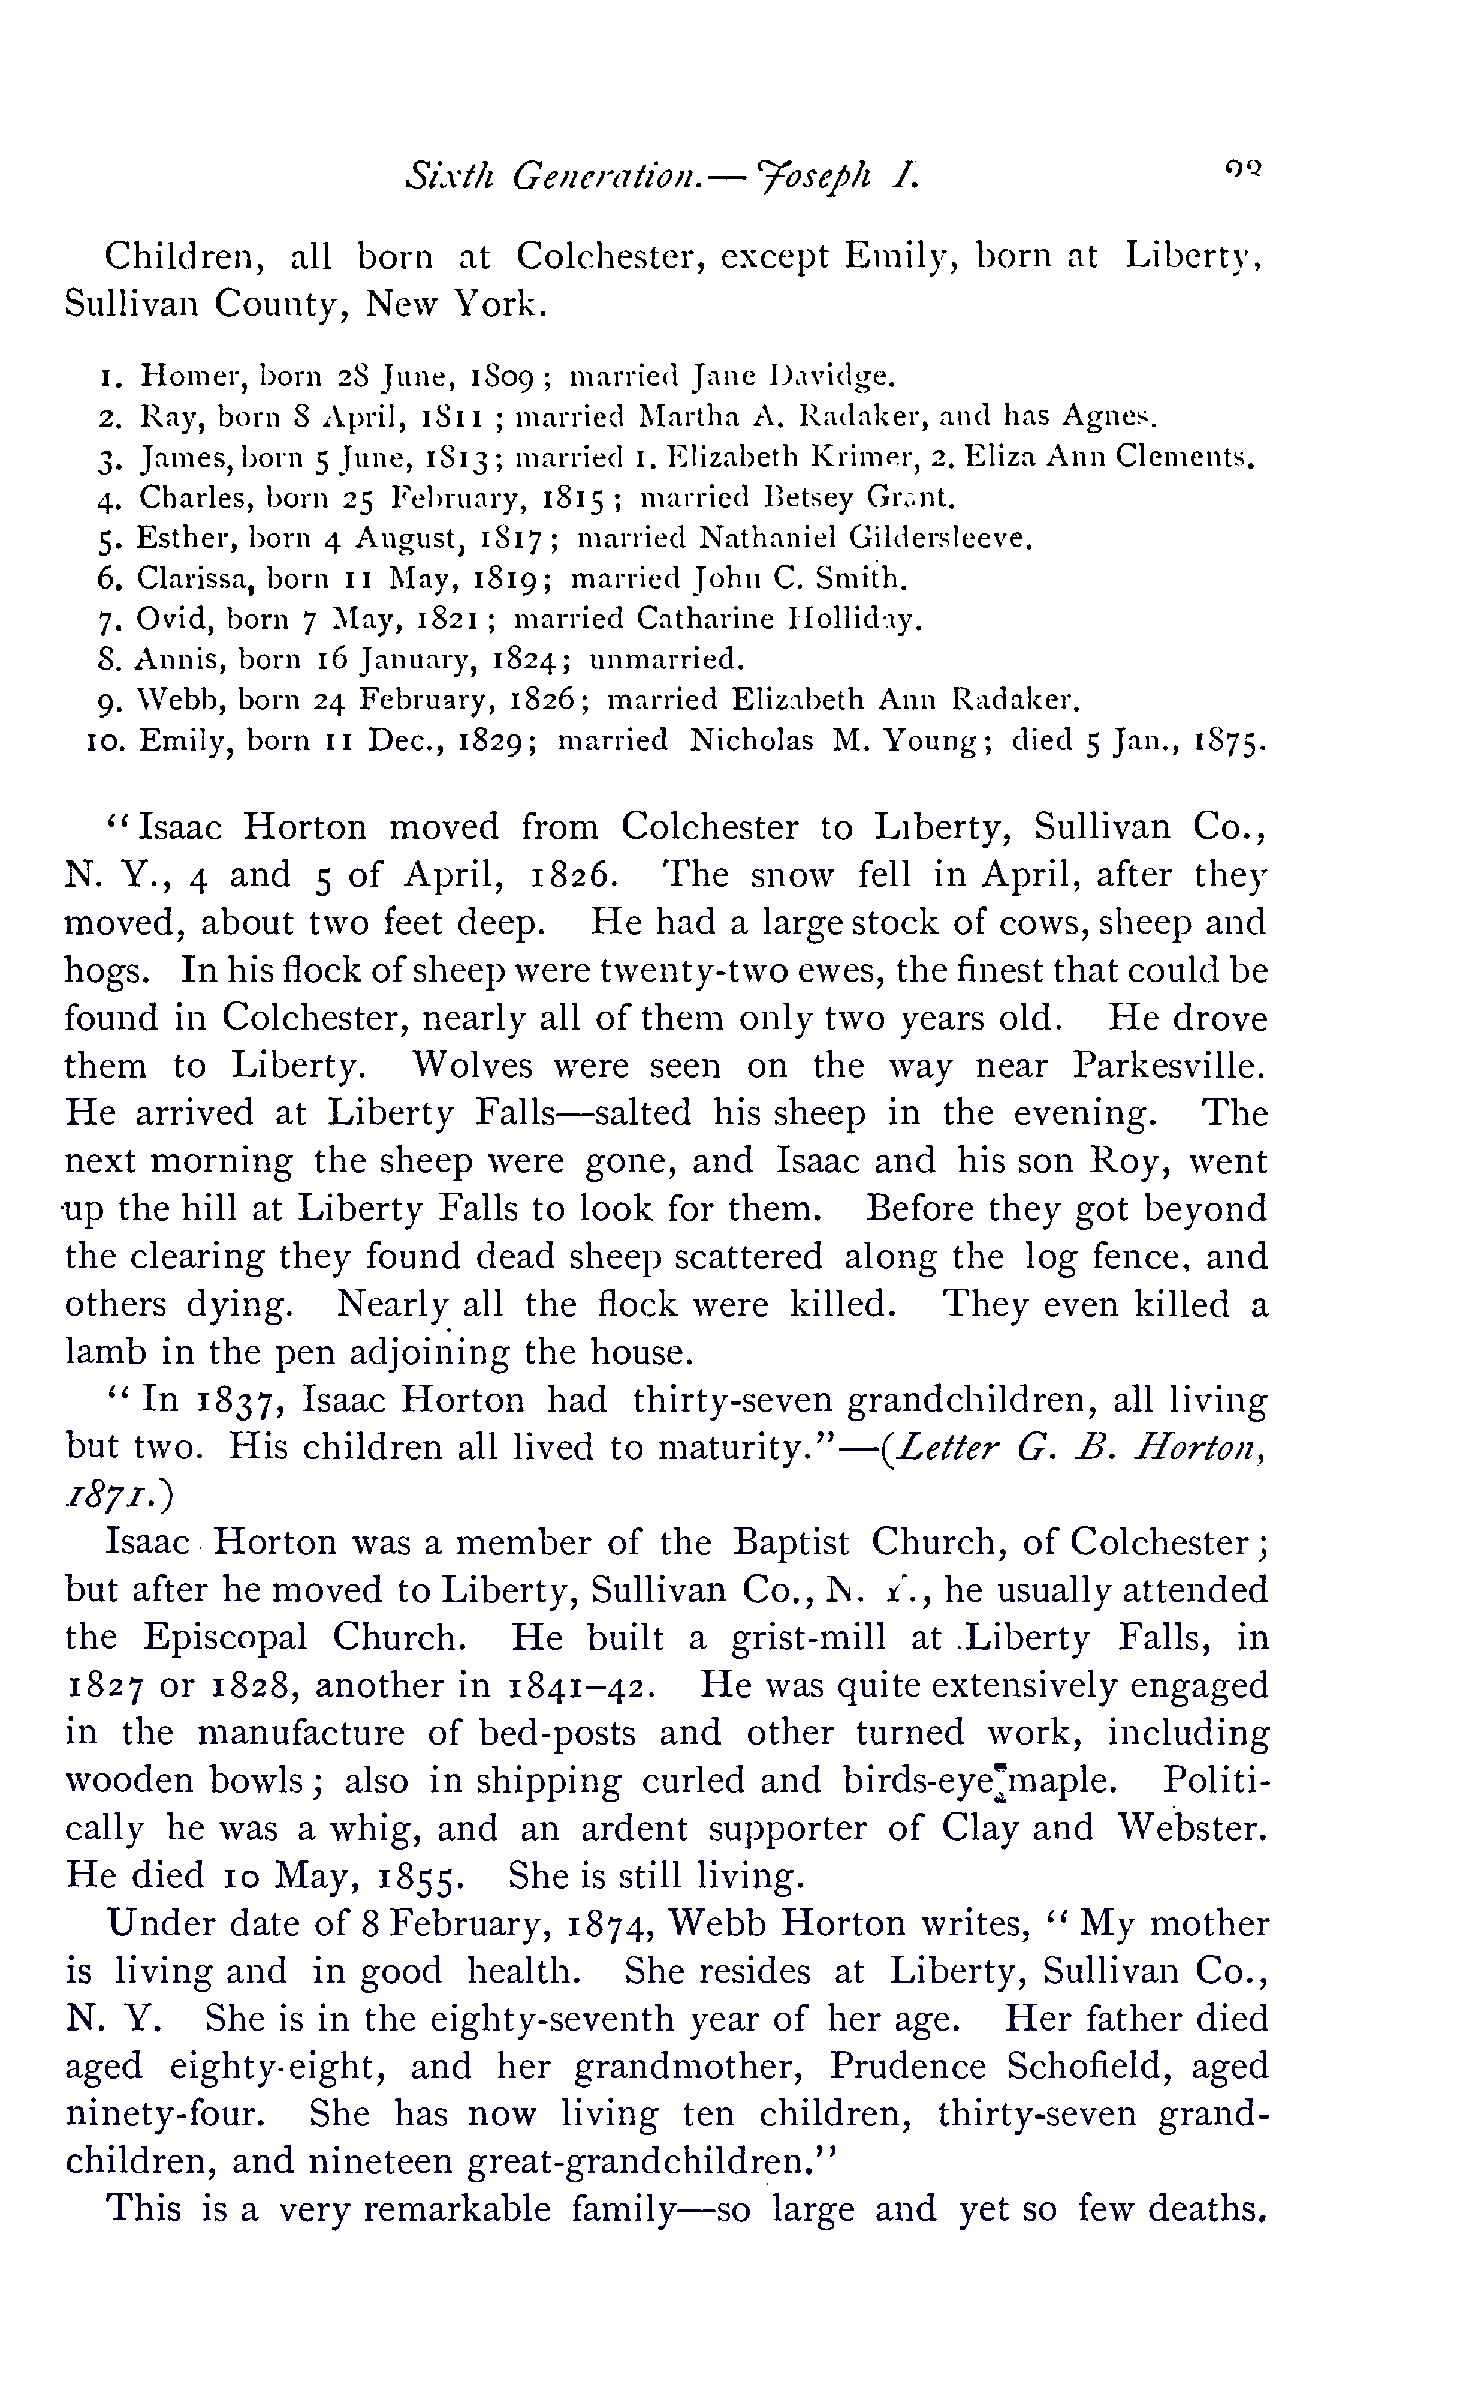 Sixth Generation.—Joseph I.
Children, all born at Colchester, except Emily, born at Liberty,
Sullivan County, New York.
1. Homer, born 28 June, 1809; married Jane Davidge.
2. Ray, born 8 April, 1811; married Martha A. Radaker, and has Agnes.
3. James, born 5 June, 1813; married 1. Elizabeth Krimer, 2. Eliza Ann Clements.
4. Charles, born 25 February, 1815; married Betsey Grant.
5. Esther, born 4 August, 1817; married Nathaniel Gildersleeve.
6. Clarissa, born 11 May, 1819; married John C. Smith.
7. Ovid, born 7 May, 1821; married Catharine Holliday.
8. Annis, born 16 January, 1824; unmarried.
9. Webb, born 24 February, 1826; married Elizabeth Ann Radaker.
10. Emily, born 11 Dec., 1829; married Nicholas M. Young; died 5 Jan., 1875.
"Isaac Horton moved from Colchester to Liberty, Sullivan Co.,
N. Y., 4 and 5 of April, 1826. The snow fell in April, after they
moved, about two feet deep. He had a large stock of cows, sheep and
hogs. In his flock of sheep were twenty-two ewes, the finest that could be
found in Colchester, nearly all of them only two years old. He drove
them to Liberty. Wolves were seen on the way near Parkesville.
He arrived at Liberty Falls—salted his sheep in the evening. The
next morning the sheep were gone, and Isaac and his son Roy, went
up the hill at Liberty Falls to look for them. Before they got beyond
the clearing they found dead sheep scattered along the log fence, and
others dying. Nearly all the flock were killed. They even killed a
lamb in the pen adjoining the house.
"In 1837, Isaac Horton had thirty-seven grandchildren, all living
but two. His children all lived to maturity."—(Letter G. B. Horton,
1871.)
Isaac Horton was a member of the Baptist Church, of Colchester;
but after he moved to Liberty, Sullivan Co., N. Y., he usually attended
the Episcopal Church. He built a grist-mill at Liberty Falls, in
1827 or 1828, another in 1841–42. He was quite extensively engaged
in the manufacture of bed-posts and other turned work, including
wooden bowls; also in shipping curled and birds-eye maple. Politi-
cally he was a whig, and an ardent supporter of Clay and Webster.
He died 10 May, 1855. She is still living.
Under date of 8 February, 1874, Webb Horton writes, "My mother
is living and in good health. She resides at Liberty, Sullivan Co.,
N. Y. She is in the eighty-seventh year of her age. Her father died
aged eighty-eight, and her grandmother, Prudence Schofield, aged
ninety-four. She has now living ten children, thirty-seven grand-
children, and nineteen great-grandchildren."
This is a very remarkable family—so large and yet so few deaths.